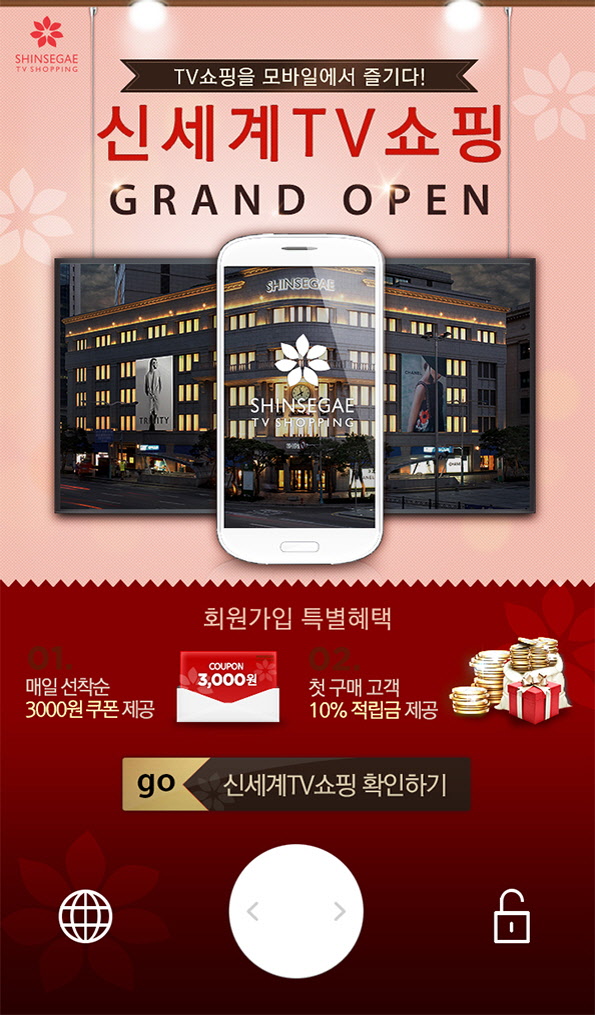 SHINSEGAE
TV SHOPPING
TV쇼핑을 모바일에서 즐기다!
신세계TV쇼핑
GRAND OPEN
SHINSEGAE
SHINSEGAE
TV SHOPPING
CHANEL
회원가입 특별혜택
01.
매일 선착순
3000원 쿠폰 제공
COUPON
3,000원
02.
첫 구매 고객
10% 적립금 제공
go
신세계TV쇼핑 확인하기